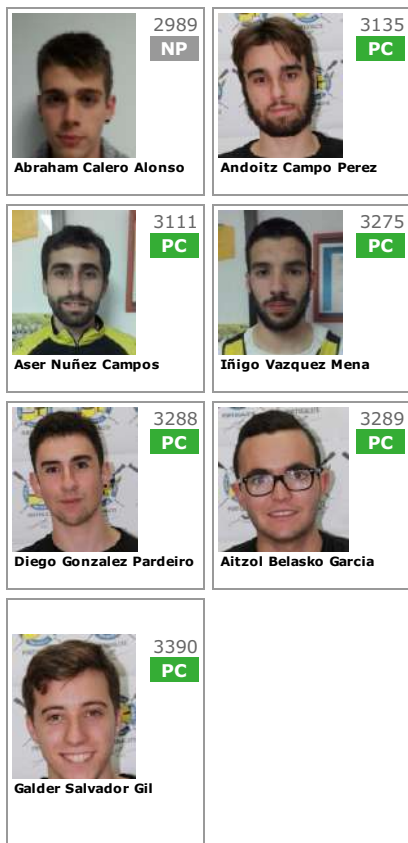 2989
NP
Abraham Calero Alonso
3135
PC
Andoitz Campo Perez
3111
PC
Aser Nuñez Campos
3275
PC
Iñigo Vazquez Mena
3288
PC
Diego Gonzalez Pardeiro
3289
PC
Aitzol Belasko Garcia
3390
PC
Galder Salvador Gil